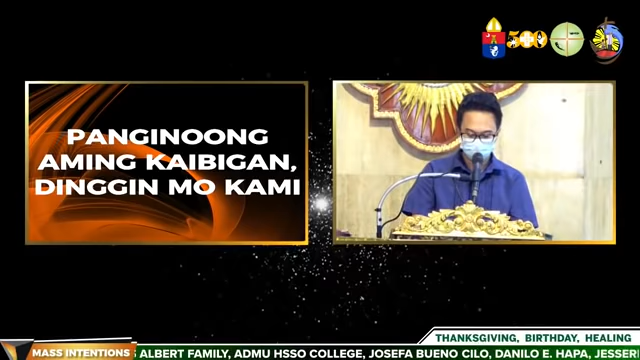 500
PANGINOONG
AMING KAIBIGAN,
DINGGIN MO KAMI
THANKSGIVING, BIRTHDAY, HEALING
MASS INTENTIONS
ALBERT FAMILY, ADMU HSSO COLLEGE, JOSEFA BUENO CILO, DANILO E. HAPA, JESSER